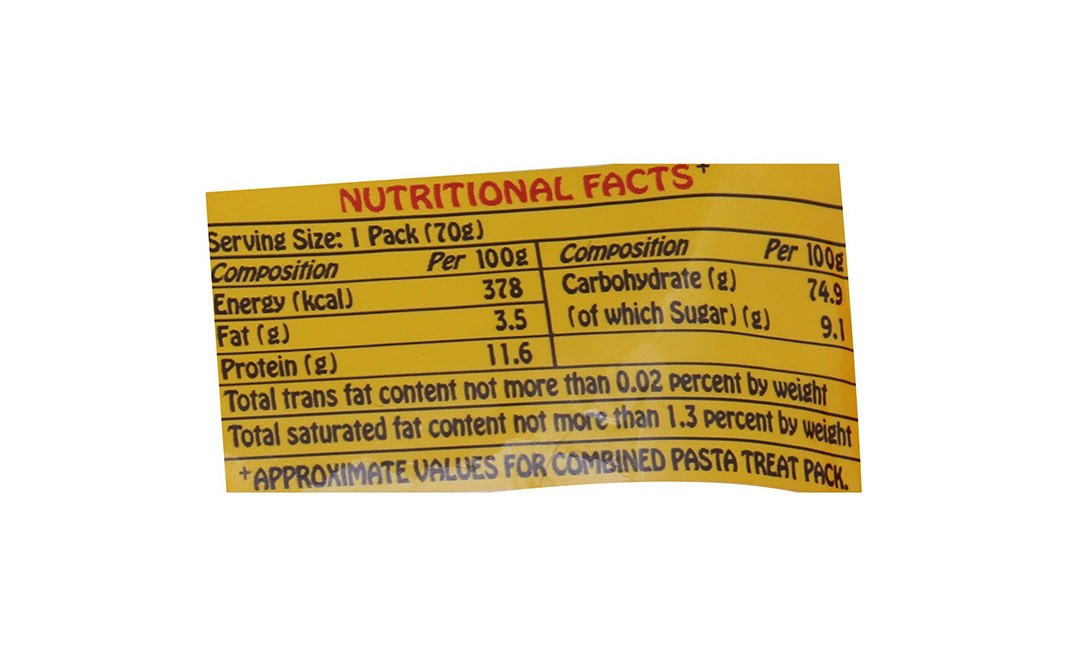 NUTRITIONAL FACTS+
Serving Size: 1 Pack (70g)
Composition Per 100g
Energy (kcal) 378
Fat (g) 3.5
Protein (g) 11.6
Composition Per 100g
Carbohydrate (g) 74.9
(of which Sugar) (g) 9.1
Total trans fat content not more than 0.02 percent by weight
Total saturated fat content not more than 1.3 percent by weight
+APPROXIMATE VALUES FOR COMBINED PASTA TREAT PACK.